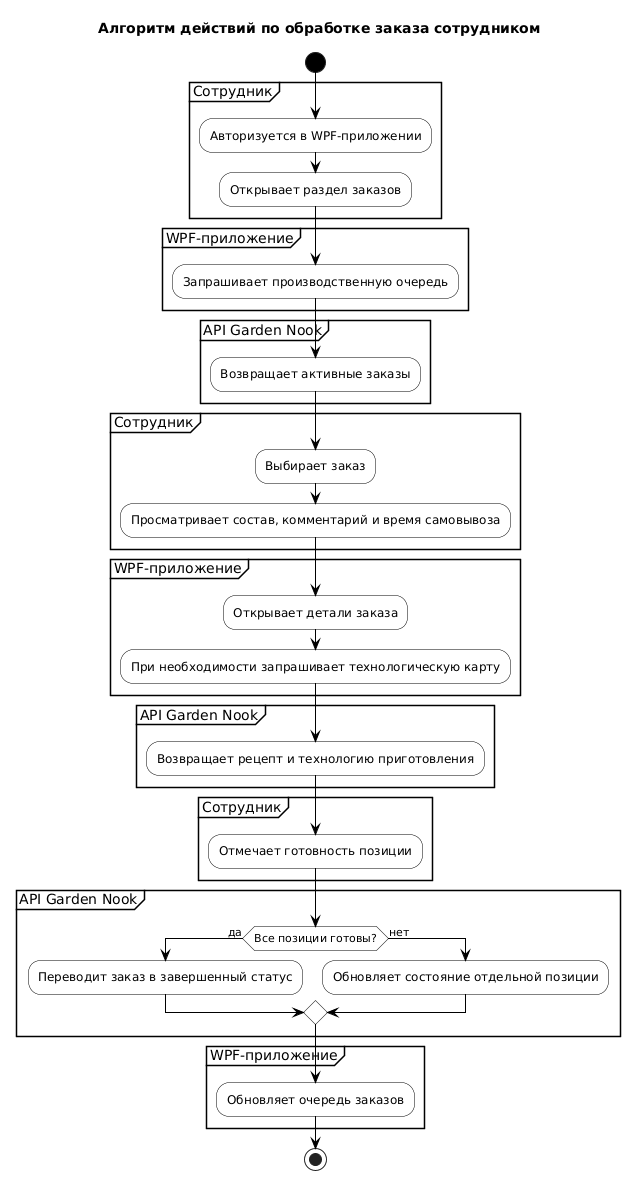 Алгоритм действий по обработке заказа сотрудником
Сотрудник
Авторизуется в WPF-приложении
Открывает раздел заказов
WPF-приложение
Запрашивает производственную очередь
API Garden Nook
Возвращает активные заказы
Сотрудник
Выбирает заказ
Просматривает состав, комментарий и время самовывоза
WPF-приложение
Открывает детали заказа
При необходимости запрашивает технологическую карту
API Garden Nook
Возвращает рецепт и технологию приготовления
Сотрудник
Отмечает готовность позиции
API Garden Nook
да
Все позиции готовы?
нет
Переводит заказ в завершенный статус
Обновляет состояние отдельной позиции
WPF-приложение
Обновляет очередь заказов